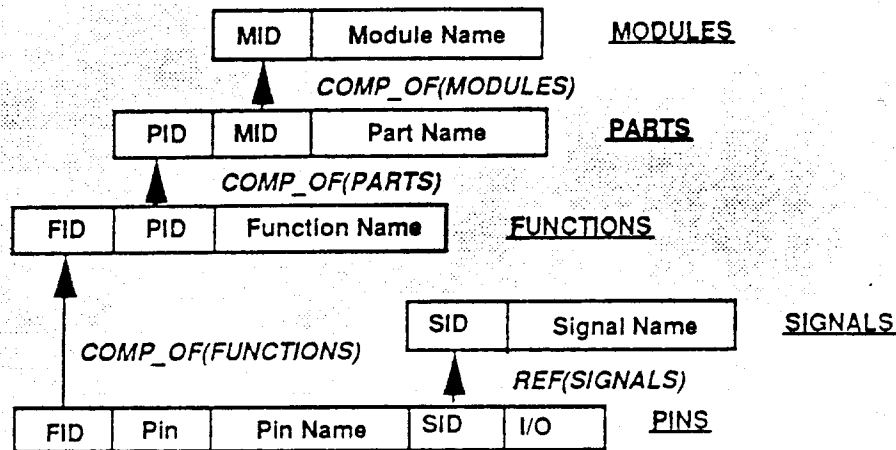 MID Module Name MODULES
COMP_OF(MODULES)
PID MID Part Name PARTS
COMP_OF(PARTS)
FID PID Function Name FUNCTIONS
SID Signal Name SIGNALS
COMP_OF(FUNCTIONS)
REF(SIGNALS)
FID Pin Pin Name SID I/O PINS